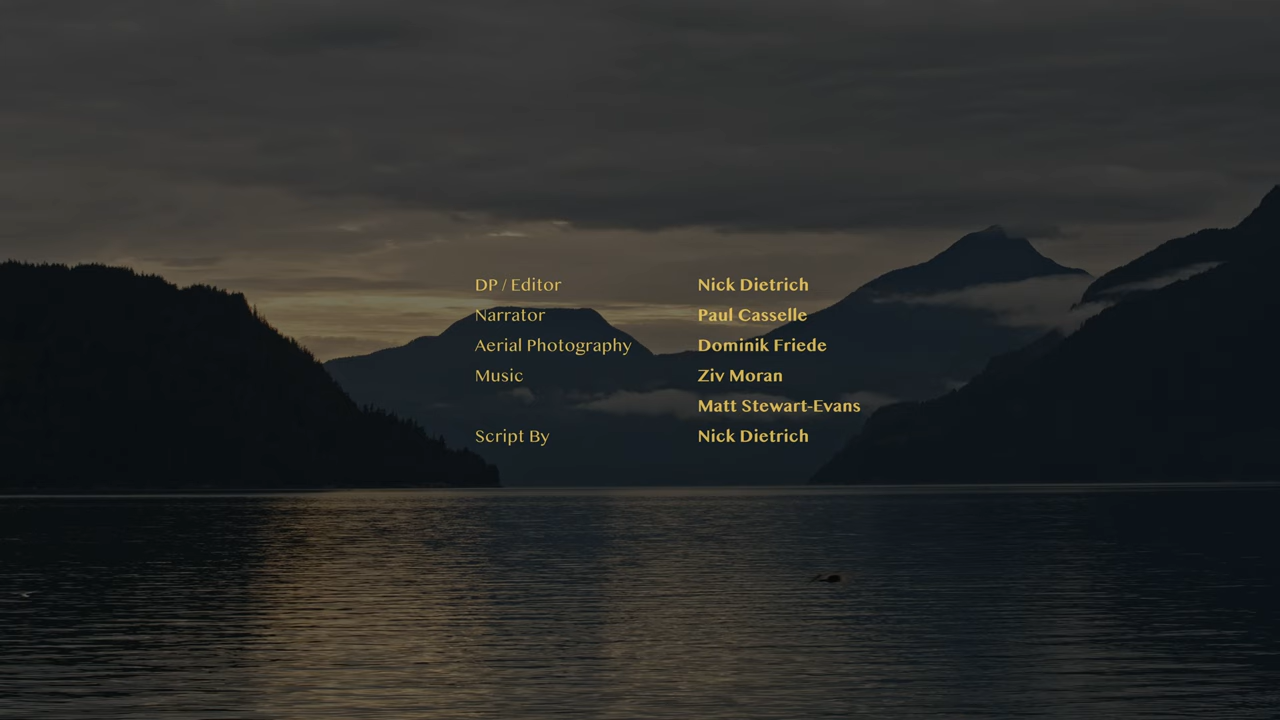 DP / Editor Nick Dietrich
Narrator Paul Casselle
Aerial Photography Dominik Friede
Music Ziv Moran
Matt Stewart-Evans
Script By Nick Dietrich